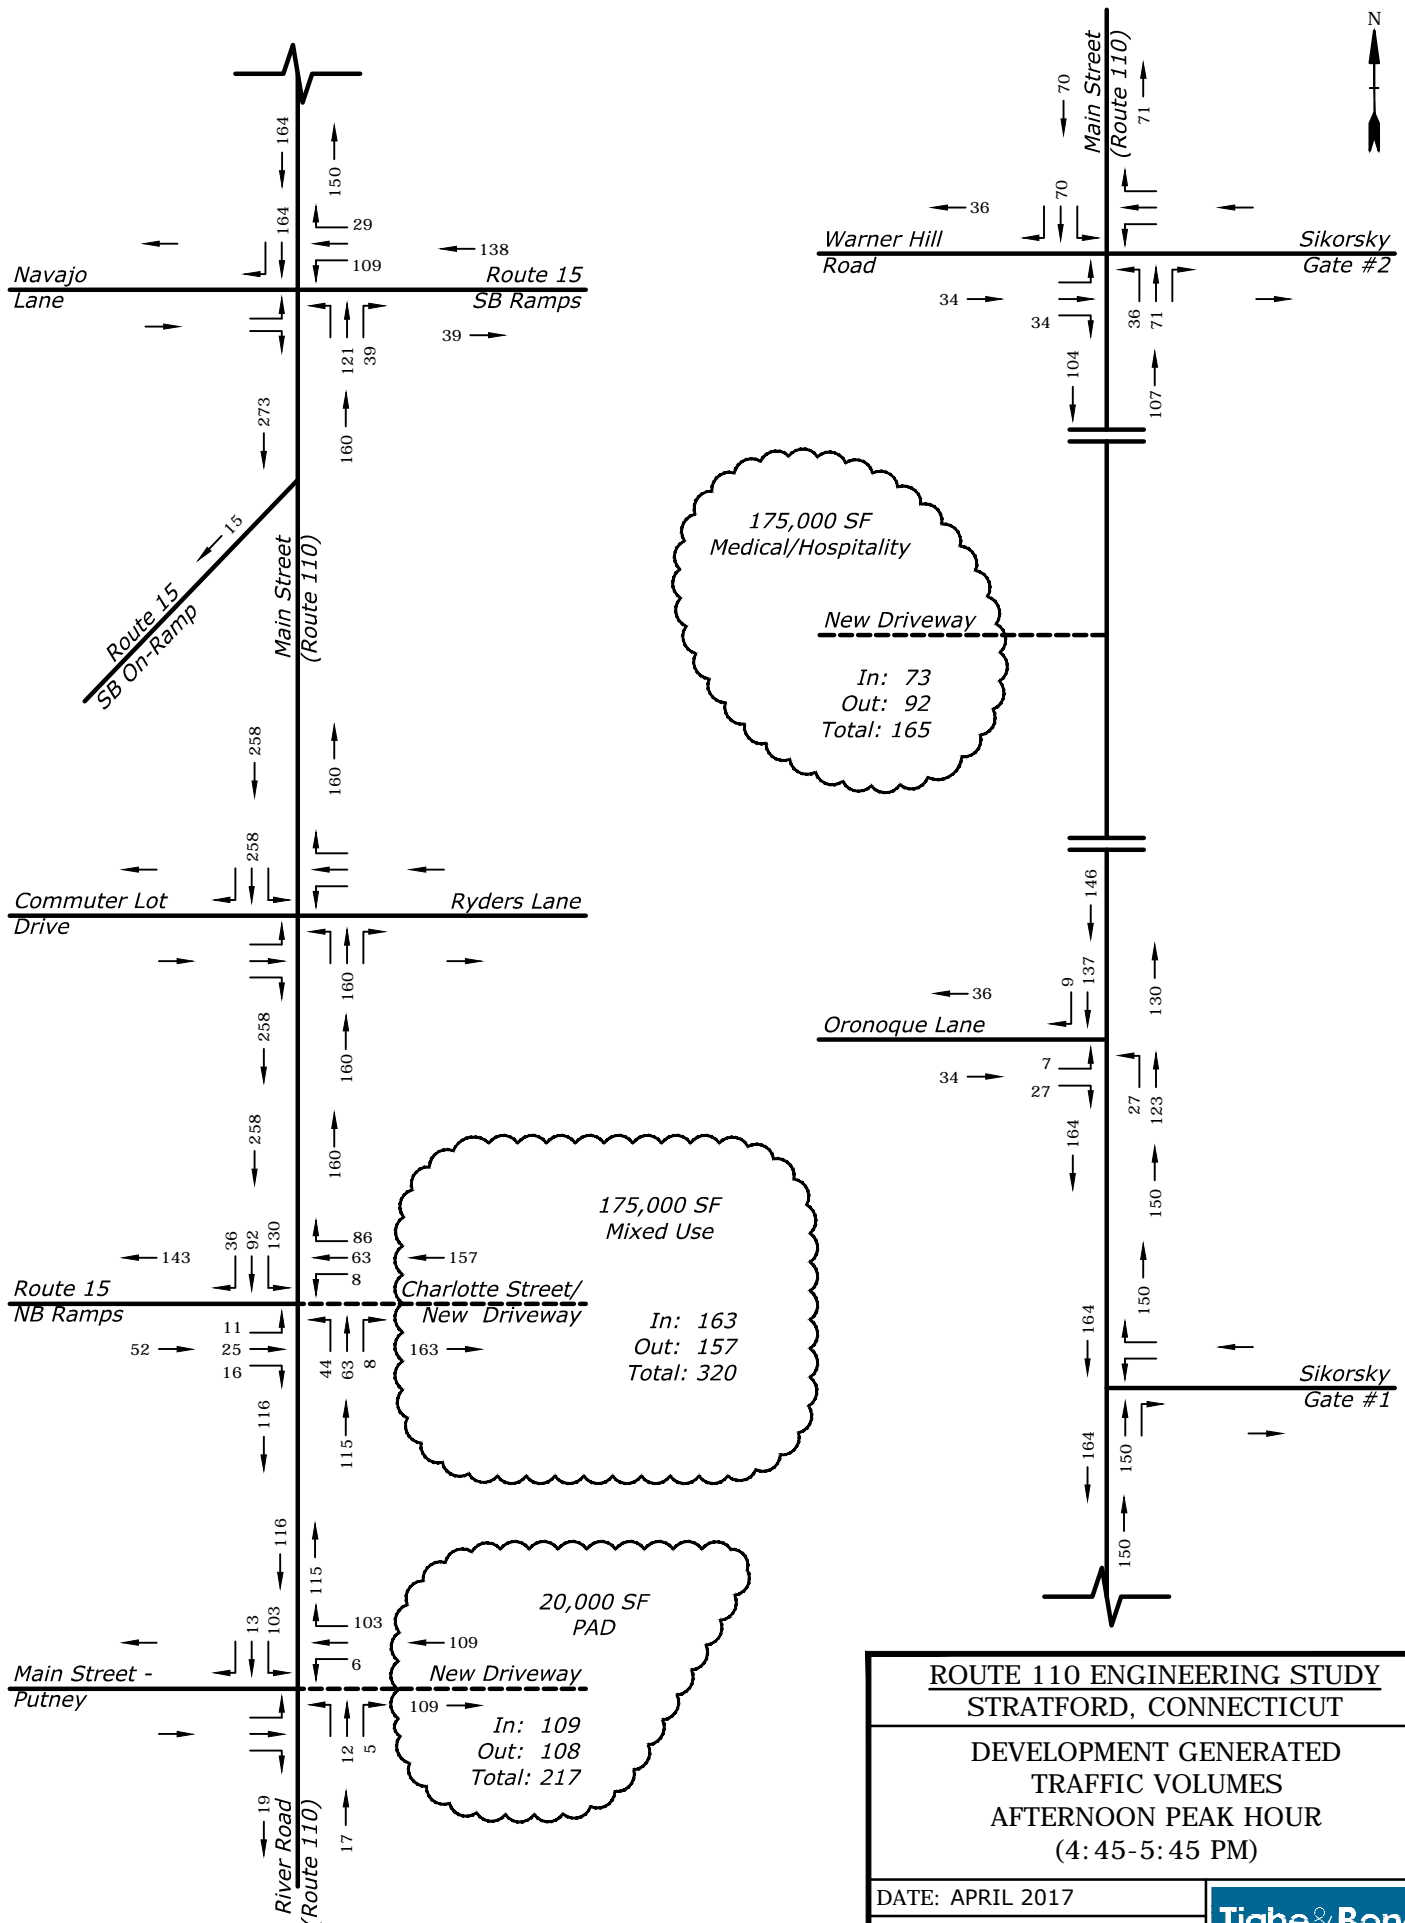 164
150
164
29
138
109
Navajo
Lane
Route 15
SB Ramps
39
121
39
273
160
15
Route 15
SB On-Ramp
Main Street
(Route 110)
258
160
258
Commuter Lot
Drive
Ryders Lane
160
258
160
258
160
36
92
130
86
143
63
157
8
Route 15
NB Ramps
Charlotte Street/
New Driveway
11
52
25
16
44
63
8
163
116
115
175,000 SF
Mixed Use
In: 163
Out: 157
Total: 320
116
115
13
103
103
109
6
Main Street -
Putney
New Driveway
109
12
5
19
17
20,000 SF
PAD
In: 109
Out: 108
Total: 217
River Road
(Route 110)
N
70
Main Street
(Route 110)
71
70
36
Warner Hill
Road
Sikorsky
Gate #2
34
34
36
71
104
107
175,000 SF
Medical/Hospitality
New Driveway
In: 73
Out: 92
Total: 165
146
9
137
130
36
Oronoque Lane
34
7
27
27
123
164
150
150
164
Sikorsky
Gate #1
164
150
150
ROUTE 110 ENGINEERING STUDY
STRATFORD, CONNECTICUT
DEVELOPMENT GENERATED
TRAFFIC VOLUMES
AFTERNOON PEAK HOUR
(4:45-5:45 PM)
DATE: APRIL 2017
Tighe&Bon